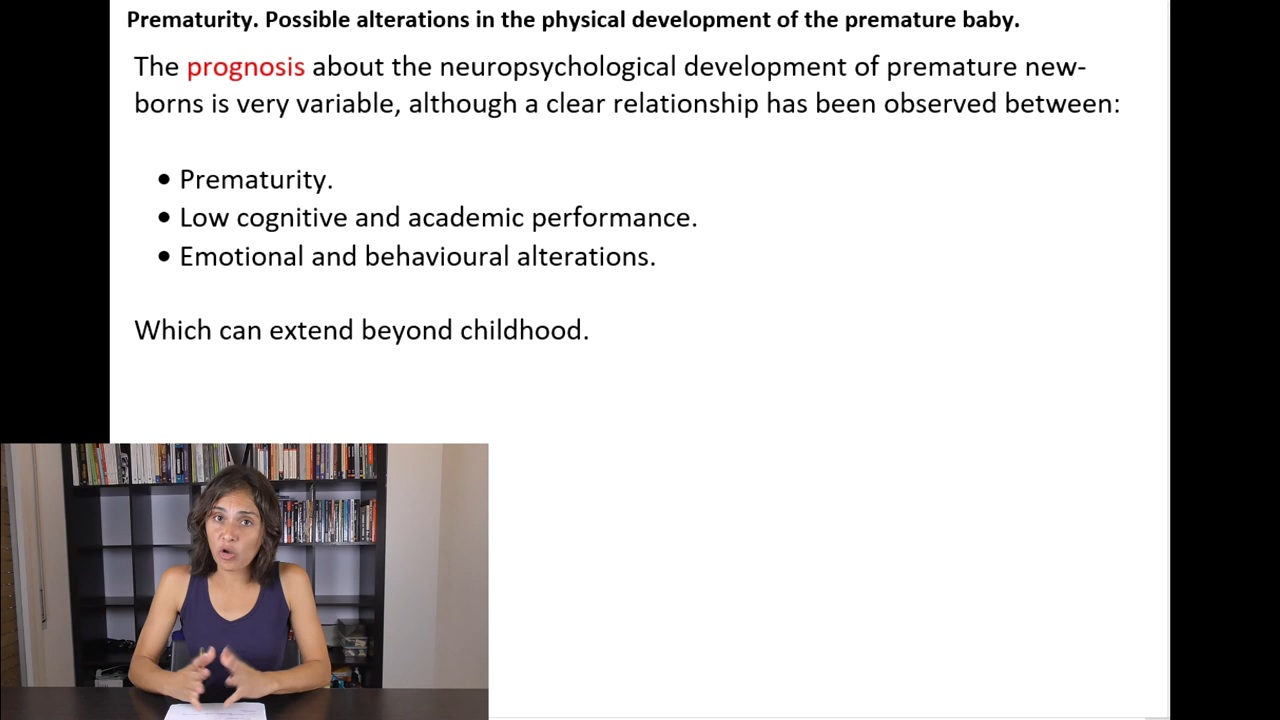 Prematurity. Possible alterations in the physical development of the premature baby.
The prognosis about the neuropsychological development of premature new-
borns is very variable, although a clear relationship has been observed between:
• Prematurity.
• Low cognitive and academic performance.
• Emotional and behavioural alterations.
Which can extend beyond childhood.